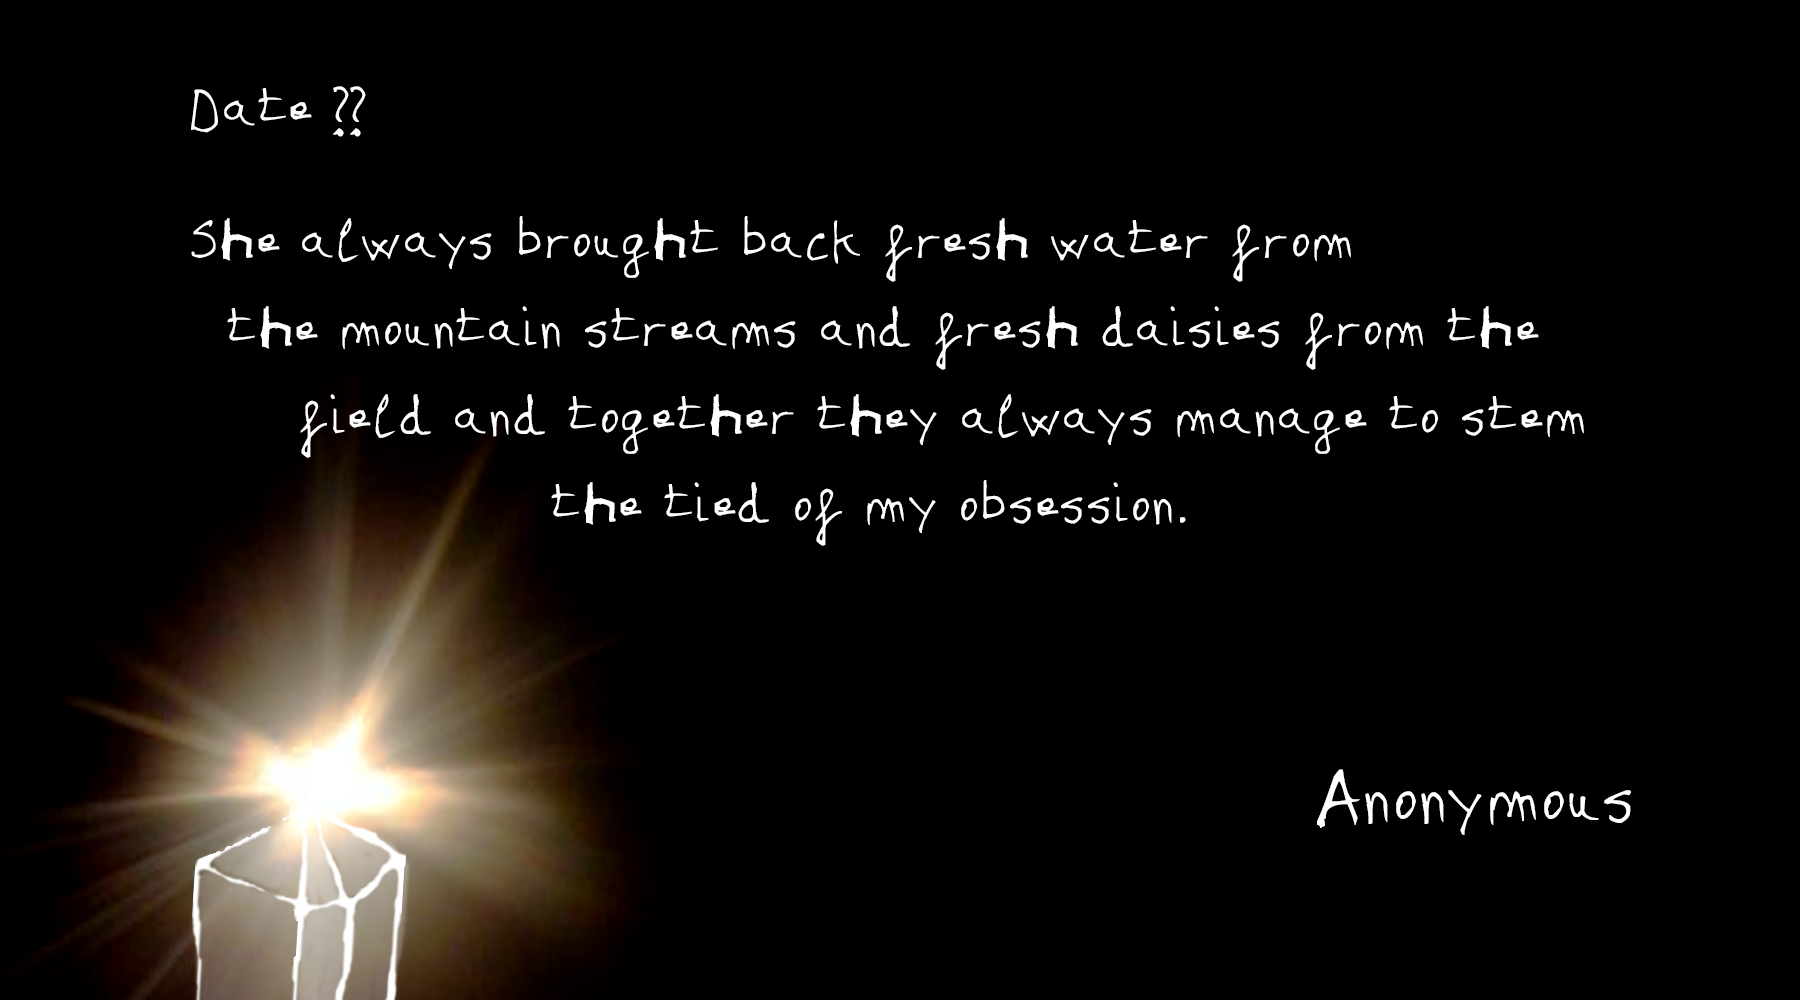 Date ??
She always brought back fresh water from
the mountain streams and fresh daisies from the
field and together they always manage to stem
the tied of my obsession.
Anonymous